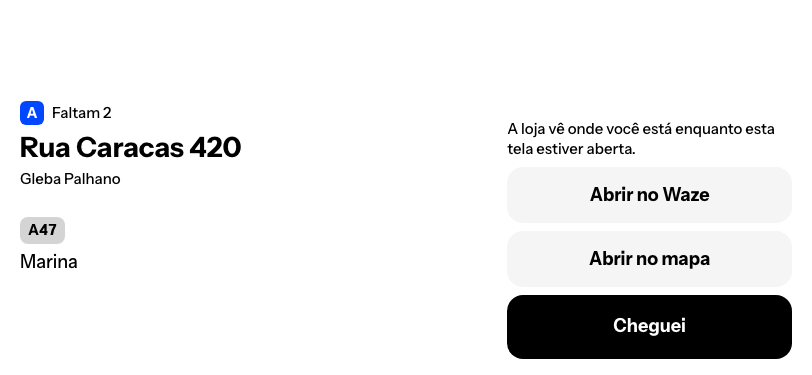 A Faltam 2
Rua Caracas 420
Gleba Palhano
A47
Marina
A loja vê onde você está enquanto esta
tela estiver aberta.
Abrir no Waze
Abrir no mapa
Cheguei